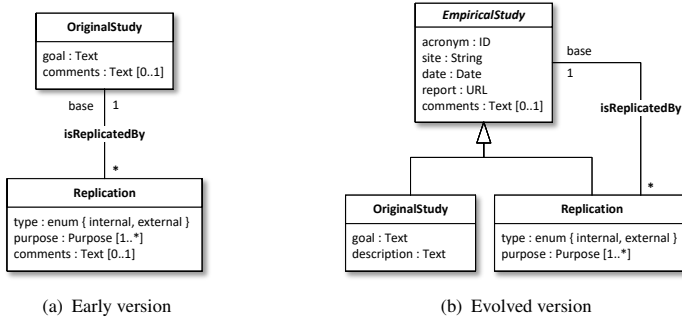 OriginalStudy
goal : Text
comments : Text [0..1]
base 1
isReplicatedBy
*
Replication
type : enum { internal, external }
purpose : Purpose [1..*]
comments : Text [0..1]
(a) Early version
EmpiricalStudy
acronym : ID
site : String
date : Date
report : URL
comments : Text [0..1]
base
1
isReplicatedBy
*
OriginalStudy
goal : Text
description : Text
Replication
type : enum { internal, external }
purpose : Purpose [1..*]
(b) Evolved version